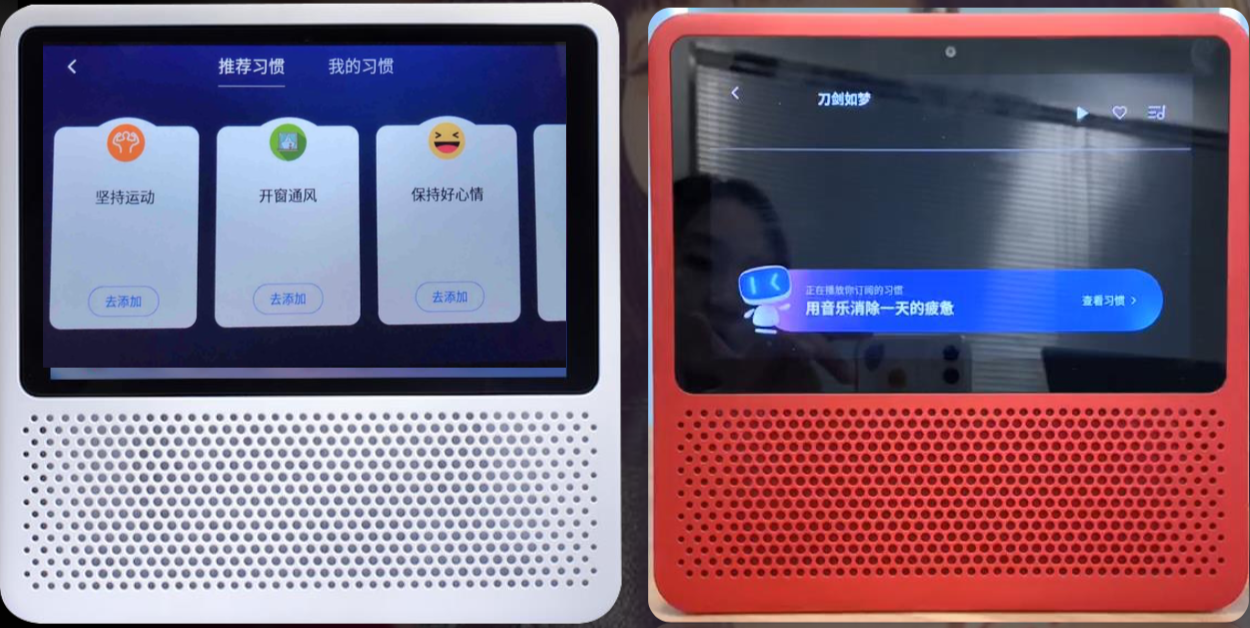 推荐习惯
我的习惯
坚持运动
开窗通风
保持好心情
去添加
去添加
去添加
刀剑如梦
正在播放你订阅的习惯
用音乐消除一天的疲惫
查看习惯